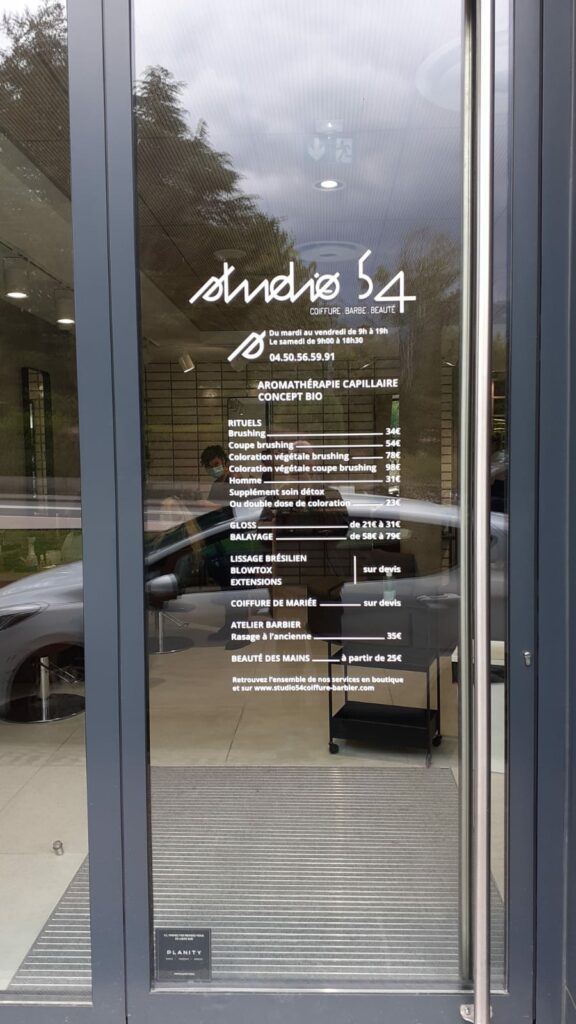 studio 54
COIFFURE . BARBE . BEAUTÉ
Du mardi au vendredi de 9h à 19h
Le samedi de 9h00 à 18h30
04.50.56.59.91
AROMATHÉRAPIE CAPILLAIRE
CONCEPT BIO
RITUELS
Brushing 34€
Coupe brushing 54€
Coloration végétale brushing 78€
Coloration végétale coupe brushing 98€
Homme 31€
Supplément soin détox
Ou double dose de coloration 23€
GLOSS de 21€ à 31€
BALAYAGE de 58€ à 79€
LISSAGE BRÉSILIEN
BLOWTOX sur devis
EXTENSIONS
COIFFURE DE MARIÉE sur devis
ATELIER BARBIER
Rasage à l'ancienne 35€
BEAUTÉ DES MAINS à partir de 25€
Retrouvez l'ensemble de nos services en boutique
et sur www.studio54coiffure-barbier.com
PLANITY